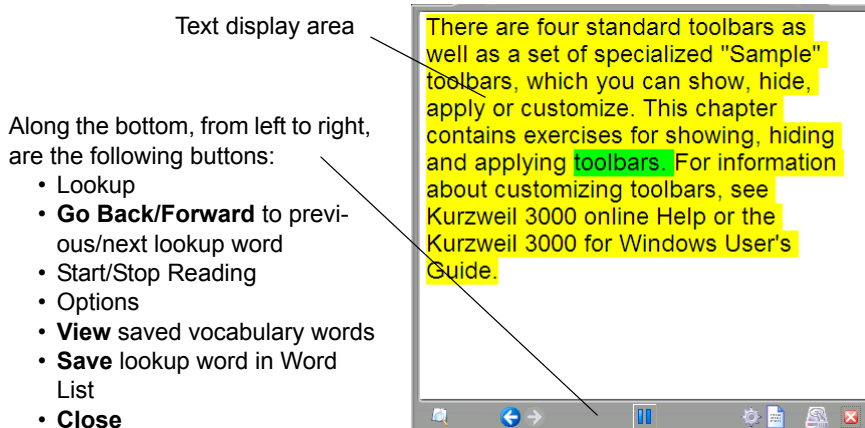 Text display area
Along the bottom, from left to right,
are the following buttons:
• Lookup
• Go Back/Forward to previ-
ous/next lookup word
• Start/Stop Reading
• Options
• View saved vocabulary words
• Save lookup word in Word
List
• Close
There are four standard toolbars as
well as a set of specialized "Sample"
toolbars, which you can show, hide,
apply or customize. This chapter
contains exercises for showing, hiding
and applying toolbars. For information
about customizing toolbars, see
Kurzweil 3000 online Help or the
Kurzweil 3000 for Windows User's
Guide.